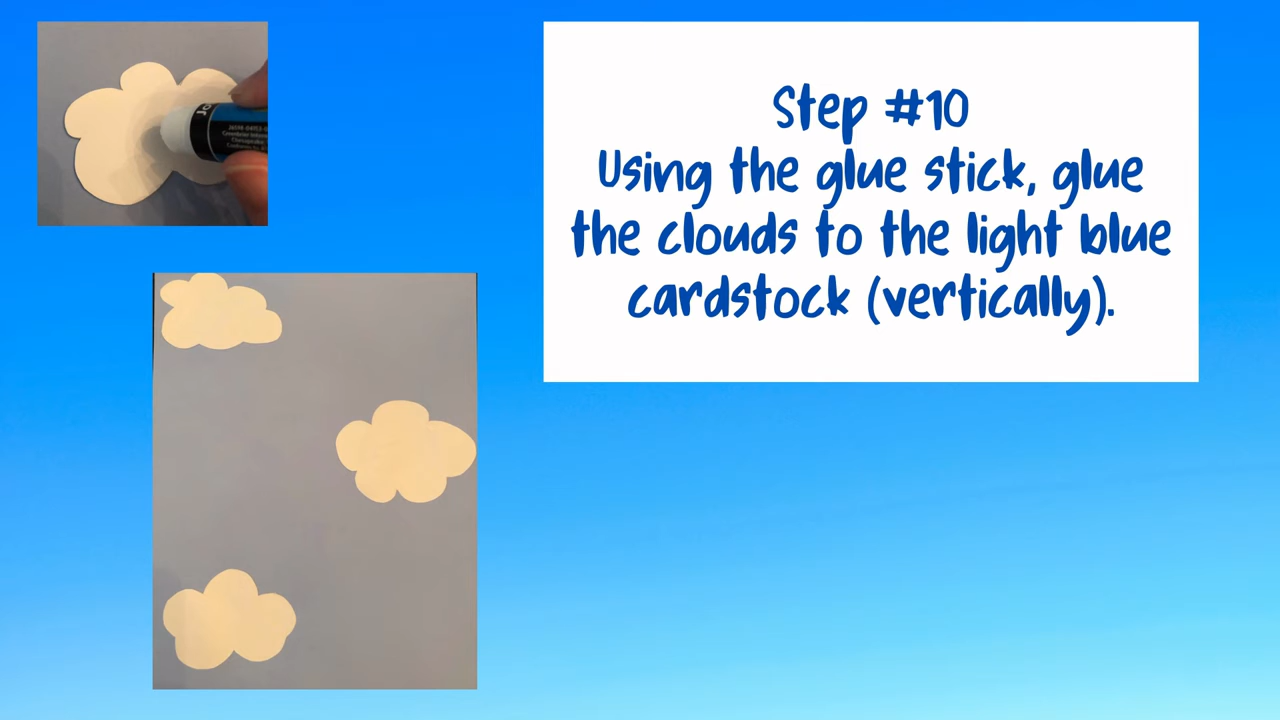 Step #10
Using the glue stick, glue
the clouds to the light blue
cardstock (vertically).